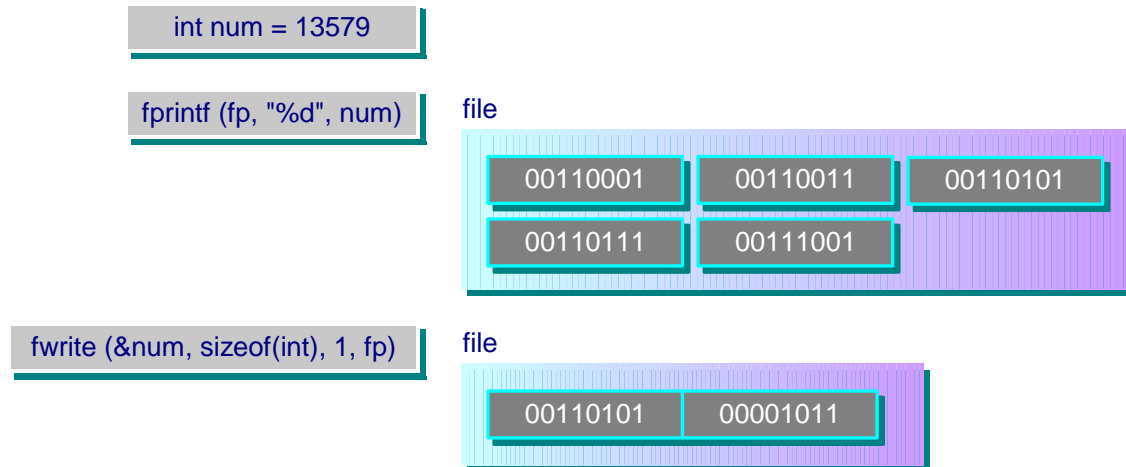 int num = 13579
fprintf (fp, "%d", num)
file
00110001 00110011 00110101
00110111 00111001
fwrite (&num, sizeof(int), 1, fp)
file
00110101 00001011